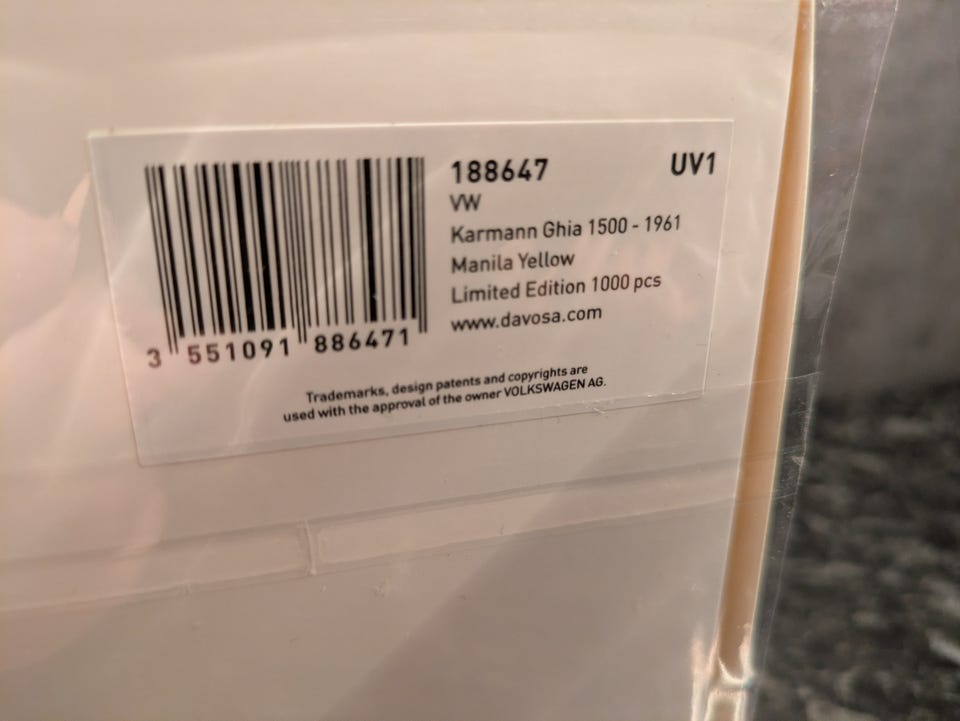 188647 UV1
VW
Karmann Ghia 1500 - 1961
Manila Yellow
Limited Edition 1000 pcs
www.davosa.com
3 551091 886471
Trademarks, design patents and copyrights are
used with the approval of the owner VOLKSWAGEN AG.